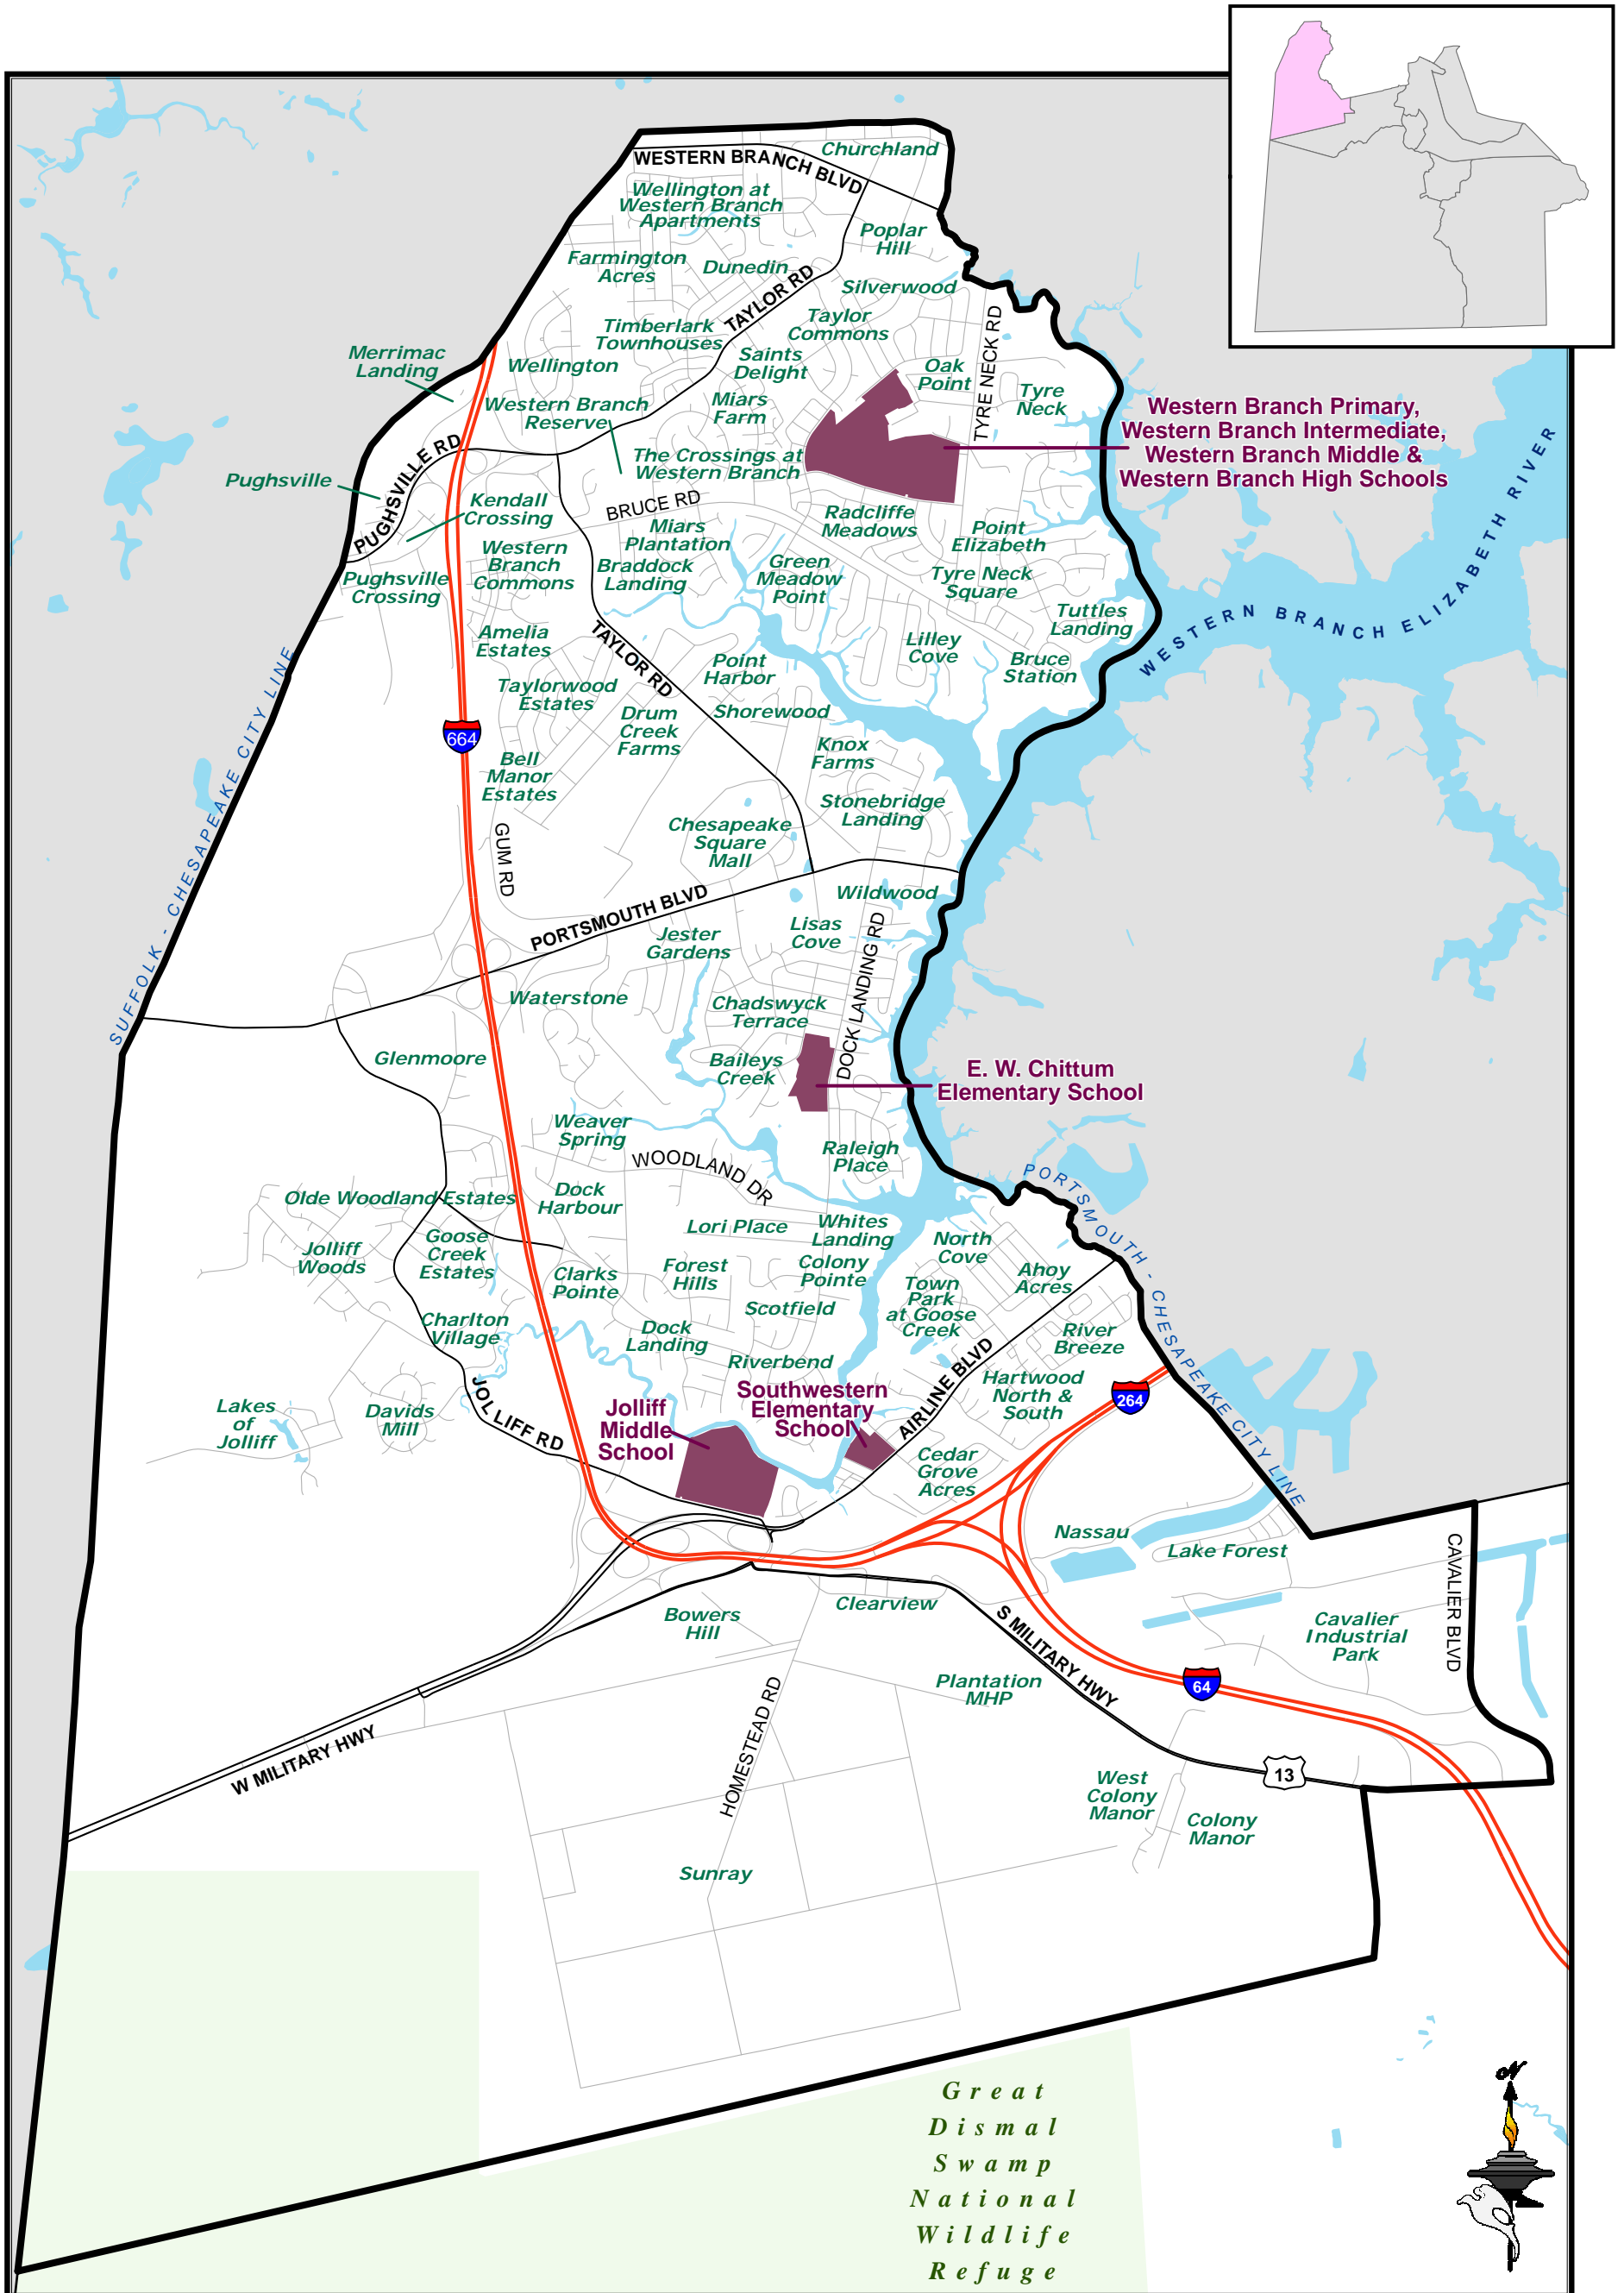 Churchland
WESTERN BRANCH BLVD
Wellington at
Western Branch
Apartments
Poplar
Hill
Farmington
Acres
Dunedin
TAYLOR RD
Silverwood
Taylor
Commons
TYRE NECK RD
Timberlark
Townhouses
Merrimac
Landing
Wellington
Saints
Delight
Oak
Point
Tyre
Neck
Western Branch
Reserve
Miars
Farm
Western Branch Primary,
Western Branch Intermediate,
Western Branch Middle &
Western Branch High Schools
PUGHSVILLE RD
The Crossings at
Western Branch
Pughsville
Kendall
Crossing
BRUCE RD
Radcliffe
Meadows
Miars
Plantation
Point
Elizabeth
WESTERN BRANCH ELIZABETH RIVER
Western
Branch
Commons
Braddock
Landing
Green
Meadow
Point
Tyre Neck
Square
Pughsville
Crossing
Tuttles
Landing
Amelia
Estates
TAYLOR RD
Lilley
Cove
Bruce
Station
Point
Harbor
Taylorwood
Estates
Shorewood
Drum
Creek
Farms
664
Knox
Farms
Bell
Manor
Estates
SUFFOLK - CHESAPEAKE CITY LINE
Stonebridge
Landing
Chesapeake
Square
Mall
GUM RD
Wildwood
PORTSMOUTH BLVD
Lisas
Cove
Jester
Gardens
DOCK LANDING RD
Waterstone
Chadswyck
Terrace
Glenmoore
Baileys
Creek
E. W. Chittum
Elementary School
Weaver
Spring
WOODLAND DR
Raleigh
Place
PORTSMOUTH - CHESAPEAKE CITY LINE
Olde Woodland Estates
Dock
Harbour
Lori Place
Whites
Landing
North
Cove
Jolliff
Woods
Goose
Creek
Estates
Clarks
Pointe
Forest
Hills
Colony
Pointe
Ahoy
Acres
Town
Park
at Goose
Creek
Charlton
Village
Scotfield
Dock
Landing
River
Breeze
Riverbend
AIRLINE BLVD
Hartwood
North &
South
264
Lakes
of
Jolliff
Davids
Mill
JOLLIFF RD
Jolliff
Middle
School
Southwestern
Elementary
School
Cedar
Grove
Acres
Nassau
Lake Forest
CAVALIER BLVD
Bowers
Hill
Clearview
S MILITARY HWY
Cavalier
Industrial
Park
Plantation
MHP
64
HOMESTEAD RD
W MILITARY HWY
13
West
Colony
Manor
Colony
Manor
Sunray
Great
Dismal
Swamp
National
Wildlife
Refuge
N